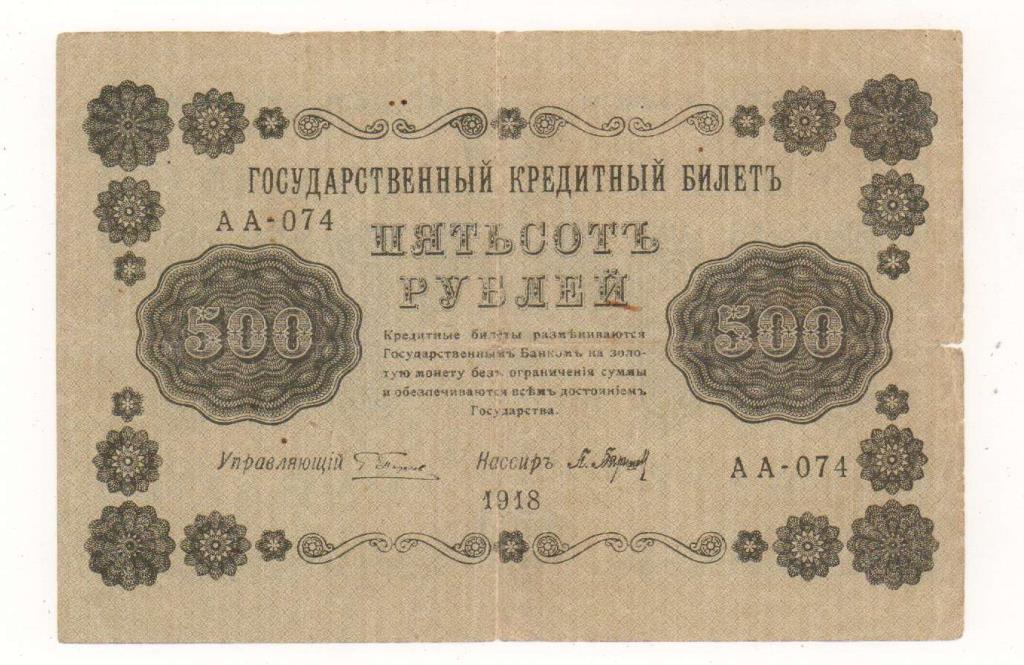 ГОСУДАРСТВЕННЫЙ КРЕДИТНЫЙ БИЛЕТЪ
АА-074
ПЯТЬСОТЪ
РУБЛЕЙ
500
500
Кредитные билеты размѣниваются
Государственнымъ Банкомъ на золо-
тую монету безъ ограниченія суммы
и обезпечиваются всѣмъ достояніемъ
Государства.
Управляющій
Кассиръ
АА-074
1918